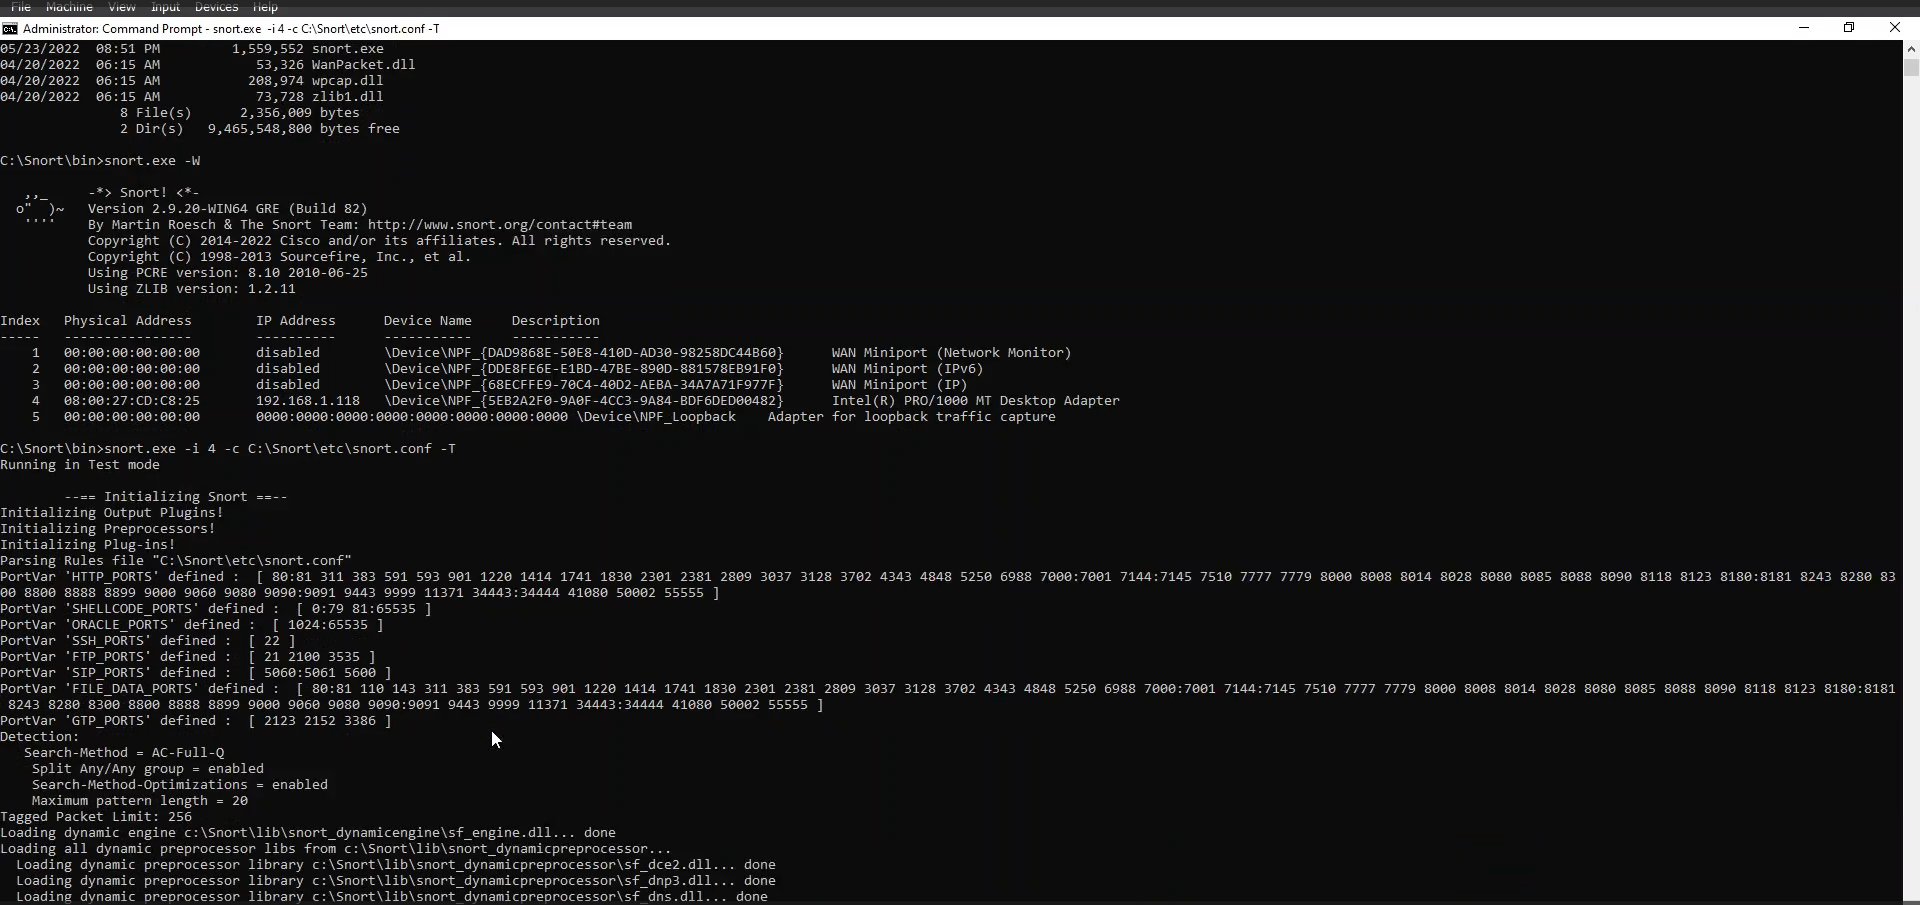 File Machine View Input Devices Help
Administrator: Command Prompt - snort.exe -i 4 -c C:\Snort\etc\snort.conf -T
05/23/2022  08:51 PM         1,559,552 snort.exe
04/20/2022  06:15 AM            53,326 WanPacket.dll
04/20/2022  06:15 AM           208,974 wpcap.dll
04/20/2022  06:15 AM            73,728 zlib1.dll
               8 File(s)      2,356,009 bytes
               2 Dir(s)   9,465,548,800 bytes free
C:\Snort\bin>snort.exe -W
   ,,_     -*> Snort! <*-
  o"  )~   Version 2.9.20-WIN64 GRE (Build 82)
   ''''    By Martin Roesch & The Snort Team: http://www.snort.org/contact#team
           Copyright (C) 2014-2022 Cisco and/or its affiliates. All rights reserved.
           Copyright (C) 1998-2013 Sourcefire, Inc., et al.
           Using PCRE version: 8.10 2010-06-25
           Using ZLIB version: 1.2.11
Index   Physical Address        IP Address      Device Name     Description
-----   ----------------        ----------      -----------     -----------
    1   00:00:00:00:00:00       disabled        \Device\NPF_{DAD9868E-50E8-410D-AD30-98258DC44B60}      WAN Miniport (Network Monitor)
    2   00:00:00:00:00:00       disabled        \Device\NPF_{DDE8FE6E-E1BD-47BE-890D-881578EB91F0}      WAN Miniport (IPv6)
    3   00:00:00:00:00:00       disabled        \Device\NPF_{68ECFFE9-70C4-40D2-AEBA-34A7A71F977F}      WAN Miniport (IP)
    4   08:00:27:CD:C8:25       192.168.1.118   \Device\NPF_{5EB2A2F0-9A0F-4CC3-9A84-BDF6DED00482}      Intel(R) PRO/1000 MT Desktop Adapter
    5   00:00:00:00:00:00       0000:0000:0000:0000:0000:0000:0000:0000 \Device\NPF_Loopback    Adapter for loopback traffic capture
C:\Snort\bin>snort.exe -i 4 -c C:\Snort\etc\snort.conf -T
Running in Test mode
        --== Initializing Snort ==--
Initializing Output Plugins!
Initializing Preprocessors!
Initializing Plug-ins!
Parsing Rules file "C:\Snort\etc\snort.conf"
PortVar 'HTTP_PORTS' defined :  [ 80:81 311 383 591 593 901 1220 1414 1741 1830 2301 2381 2809 3037 3128 3702 4343 4848 5250 6988 7000:7001 7144:7145 7510 7777 7779 8000 8008 8014 8028 8080 8085 8088 8090 8118 8123 8180:8181 8243 8280 83
00 8800 8888 8899 9000 9060 9080 9090:9091 9443 9999 11371 34443:34444 41080 50002 55555 ]
PortVar 'SHELLCODE_PORTS' defined :  [ 0:79 81:65535 ]
PortVar 'ORACLE_PORTS' defined :  [ 1024:65535 ]
PortVar 'SSH_PORTS' defined :  [ 22 ]
PortVar 'FTP_PORTS' defined :  [ 21 2100 3535 ]
PortVar 'SIP_PORTS' defined :  [ 5060:5061 5600 ]
PortVar 'FILE_DATA_PORTS' defined :  [ 80:81 110 143 311 383 591 593 901 1220 1414 1741 1830 2301 2381 2809 3037 3128 3702 4343 4848 5250 6988 7000:7001 7144:7145 7510 7777 7779 8000 8008 8014 8028 8080 8085 8088 8090 8118 8123 8180:8181
 8243 8280 8300 8800 8888 8899 9000 9060 9080 9090:9091 9443 9999 11371 34443:34444 41080 50002 55555 ]
PortVar 'GTP_PORTS' defined :  [ 2123 2152 3386 ]
Detection:
   Search-Method = AC-Full-Q
    Split Any/Any group = enabled
    Search-Method-Optimizations = enabled
    Maximum pattern length = 20
Tagged Packet Limit: 256
Loading dynamic engine c:\Snort\lib\snort_dynamicengine\sf_engine.dll... done
Loading all dynamic preprocessor libs from c:\Snort\lib\snort_dynamicpreprocessor...
  Loading dynamic preprocessor library c:\Snort\lib\snort_dynamicpreprocessor\sf_dce2.dll... done
  Loading dynamic preprocessor library c:\Snort\lib\snort_dynamicpreprocessor\sf_dnp3.dll... done
  Loading dynamic preprocessor library c:\Snort\lib\snort_dynamicpreprocessor\sf_dns.dll... done